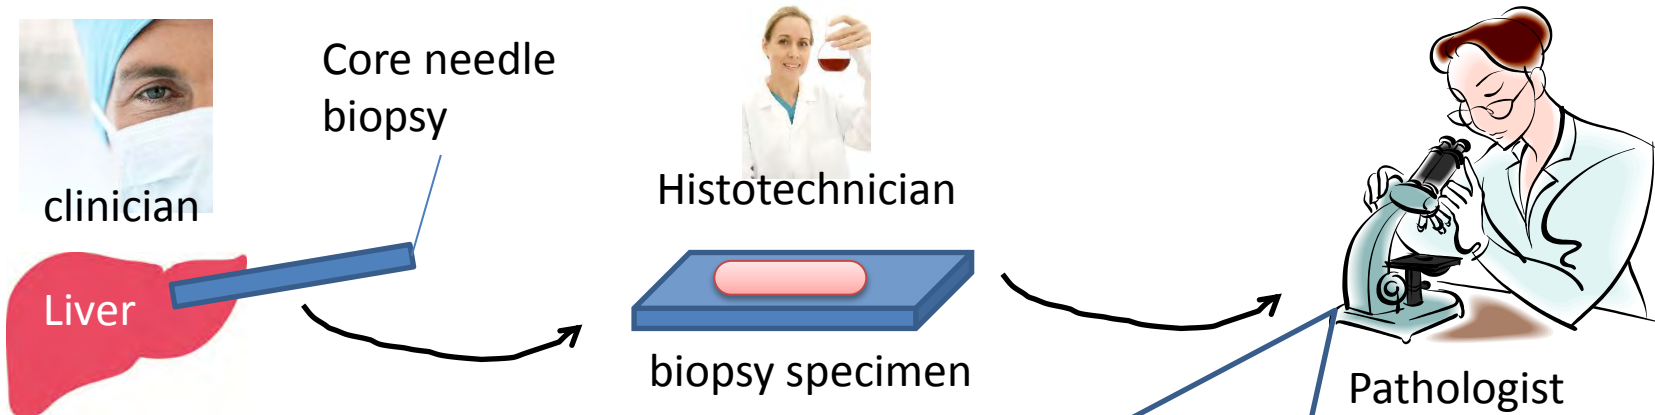 Core needle
biopsy
clinician
Liver
Histotechnician
biopsy specimen
Pathologist